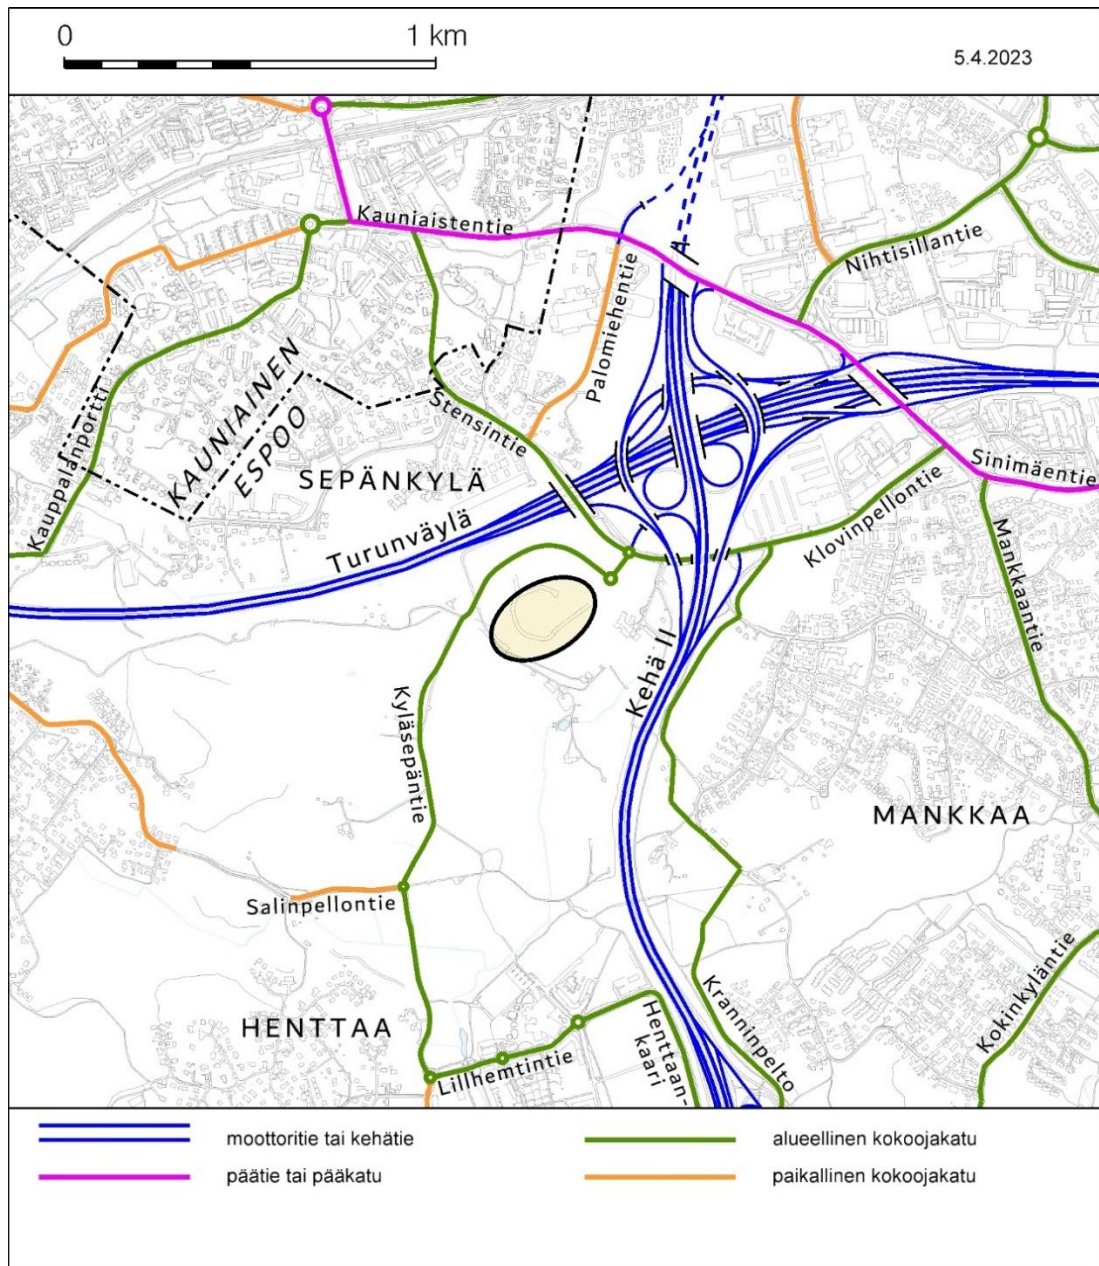 0 1 km
5.4.2023
Kauniaistentie
Nihtisillantie
Palomiehentie
Kauppalanportti
KAUNIAINEN
ESPOO
Stensintie
SEPÄNKYLÄ
Sinimäentie
Turunväylä
Klovinpellontie
Mankkaantie
Kehä II
Kyläsepäntie
MANKKAA
Salinpellontie
Kokinkyläntie
Kranninpelto
HENTTAA
Henttaan-
kaari
Lillhemtintie
moottoritie tai kehätie
alueellinen kokoojakatu
päätie tai pääkatu
paikallinen kokoojakatu